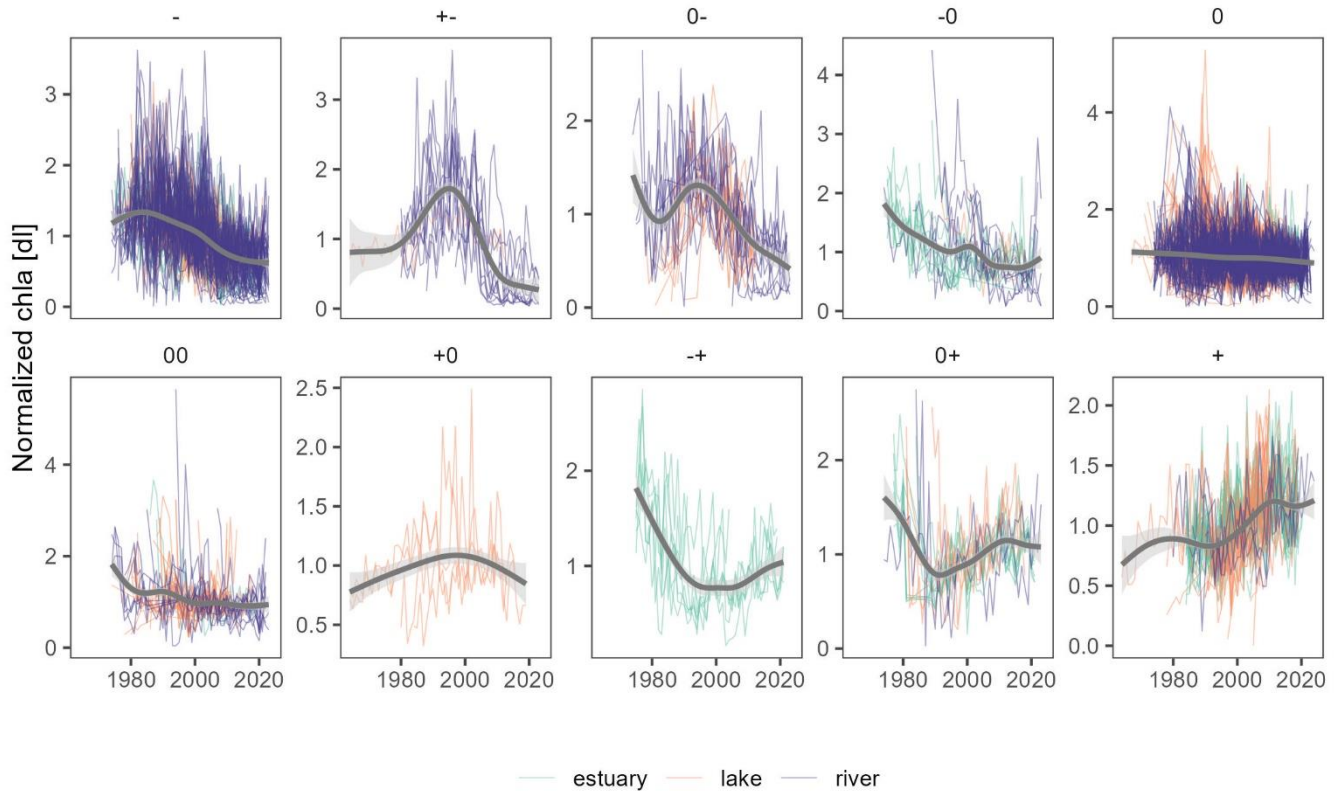 - +- 0- -0 0
3 3 2 4 4
2 2 1 3 2
1 1 0 2 0
0 0 1
0
Normalized chla [dl]
00 +0 -+ 0+ +
4 2.5 2 2 2.0
2 2.0 1 1 1.5
0 1.5 0 1.0
1.0 0.5
0.5 0.0
1980 2000 2020 1980 2000 2020 1980 2000 2020 1980 2000 2020 1980 2000 2020
estuary lake river